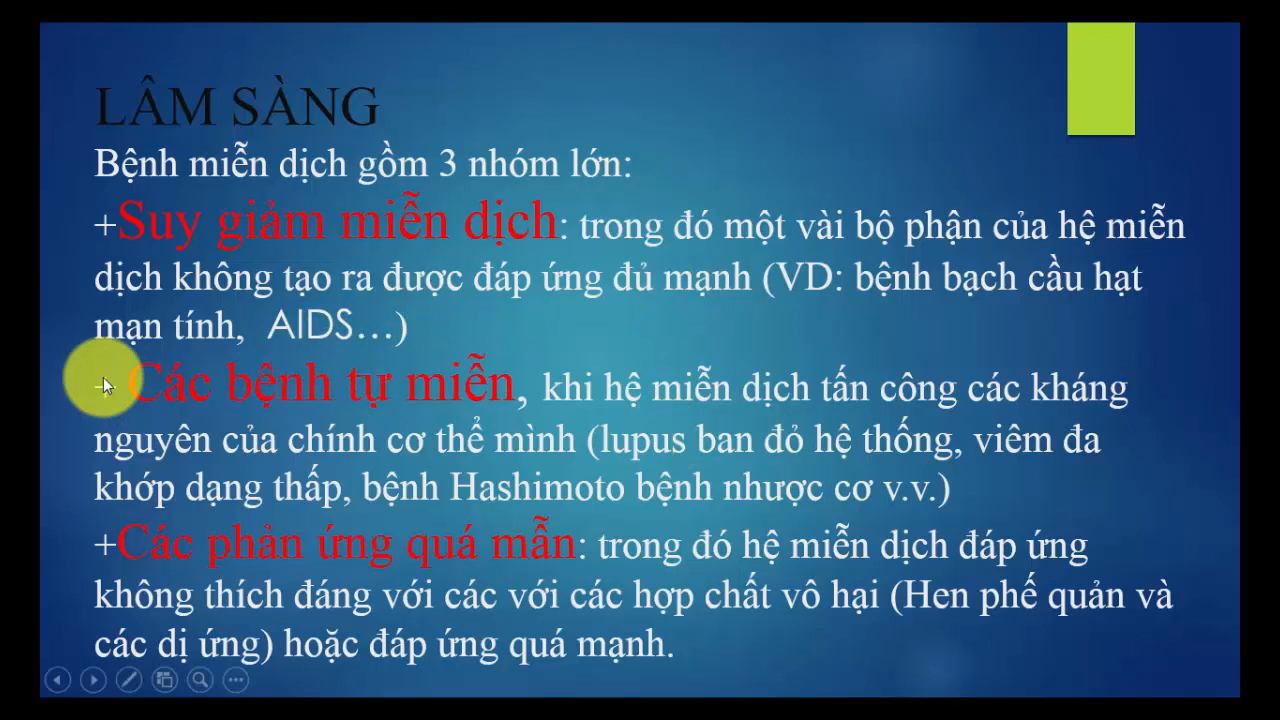 LÂM SÀNG
Bệnh miễn dịch gồm 3 nhóm lớn:
+Suy giảm miễn dịch: trong đó một vài bộ phận của hệ miễn
dịch không tạo ra được đáp ứng đủ mạnh (VD: bệnh bạch cầu hạt
mạn tính, AIDS…)
+ Các bệnh tự miễn, khi hệ miễn dịch tấn công các kháng
nguyên của chính cơ thể mình (lupus ban đỏ hệ thống, viêm đa
khớp dạng thấp, bệnh Hashimoto bệnh nhược cơ v.v.)
+Các phản ứng quá mẫn: trong đó hệ miễn dịch đáp ứng
không thích đáng với các với các hợp chất vô hại (Hen phế quản và
các dị ứng) hoặc đáp ứng quá mạnh.